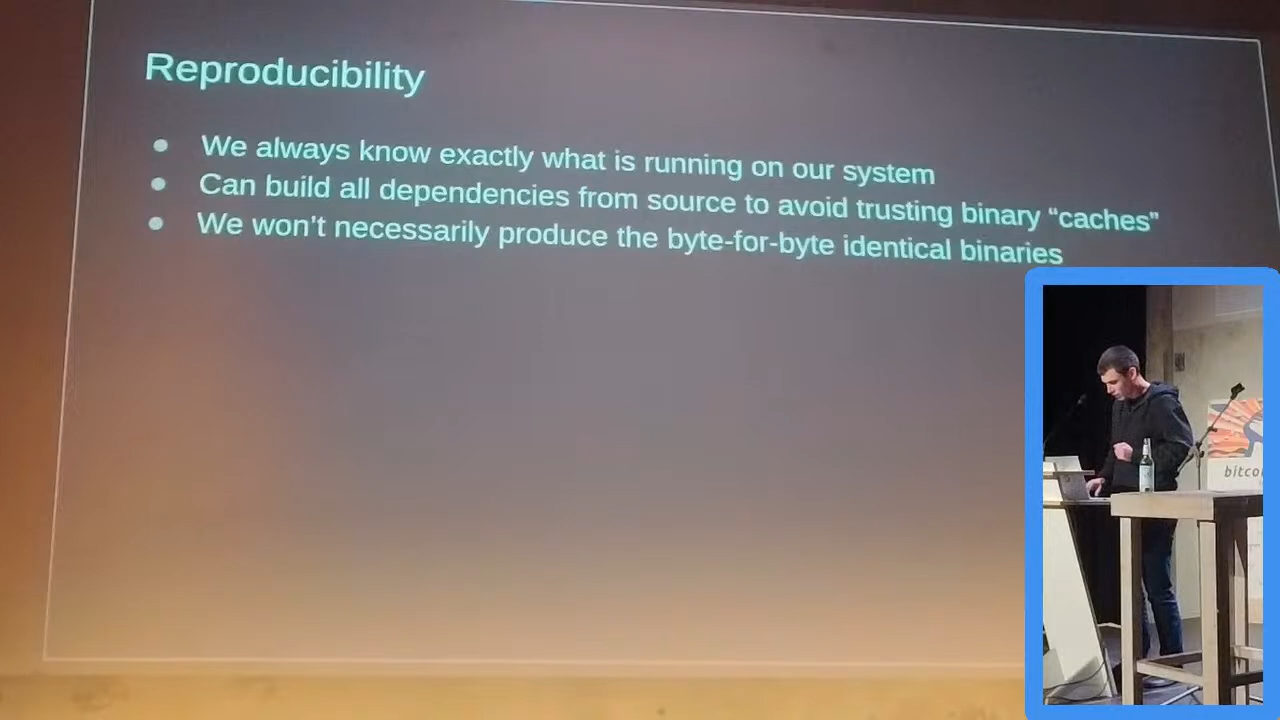 Reproducibility
● We always know exactly what is running on our system
● Can build all dependencies from source to avoid trusting binary “caches”
● We won’t necessarily produce the byte-for-byte identical binaries